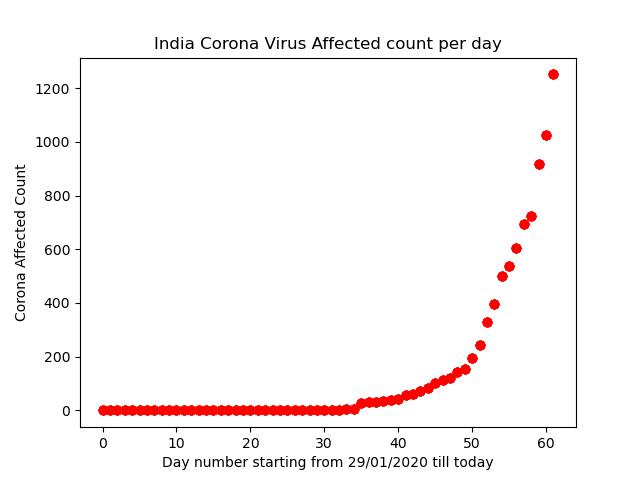 India Corona Virus Affected count per day
1200
1000
800
600
400
200
0
Corona Affected Count
0 10 20 30 40 50 60
Day number starting from 29/01/2020 till today